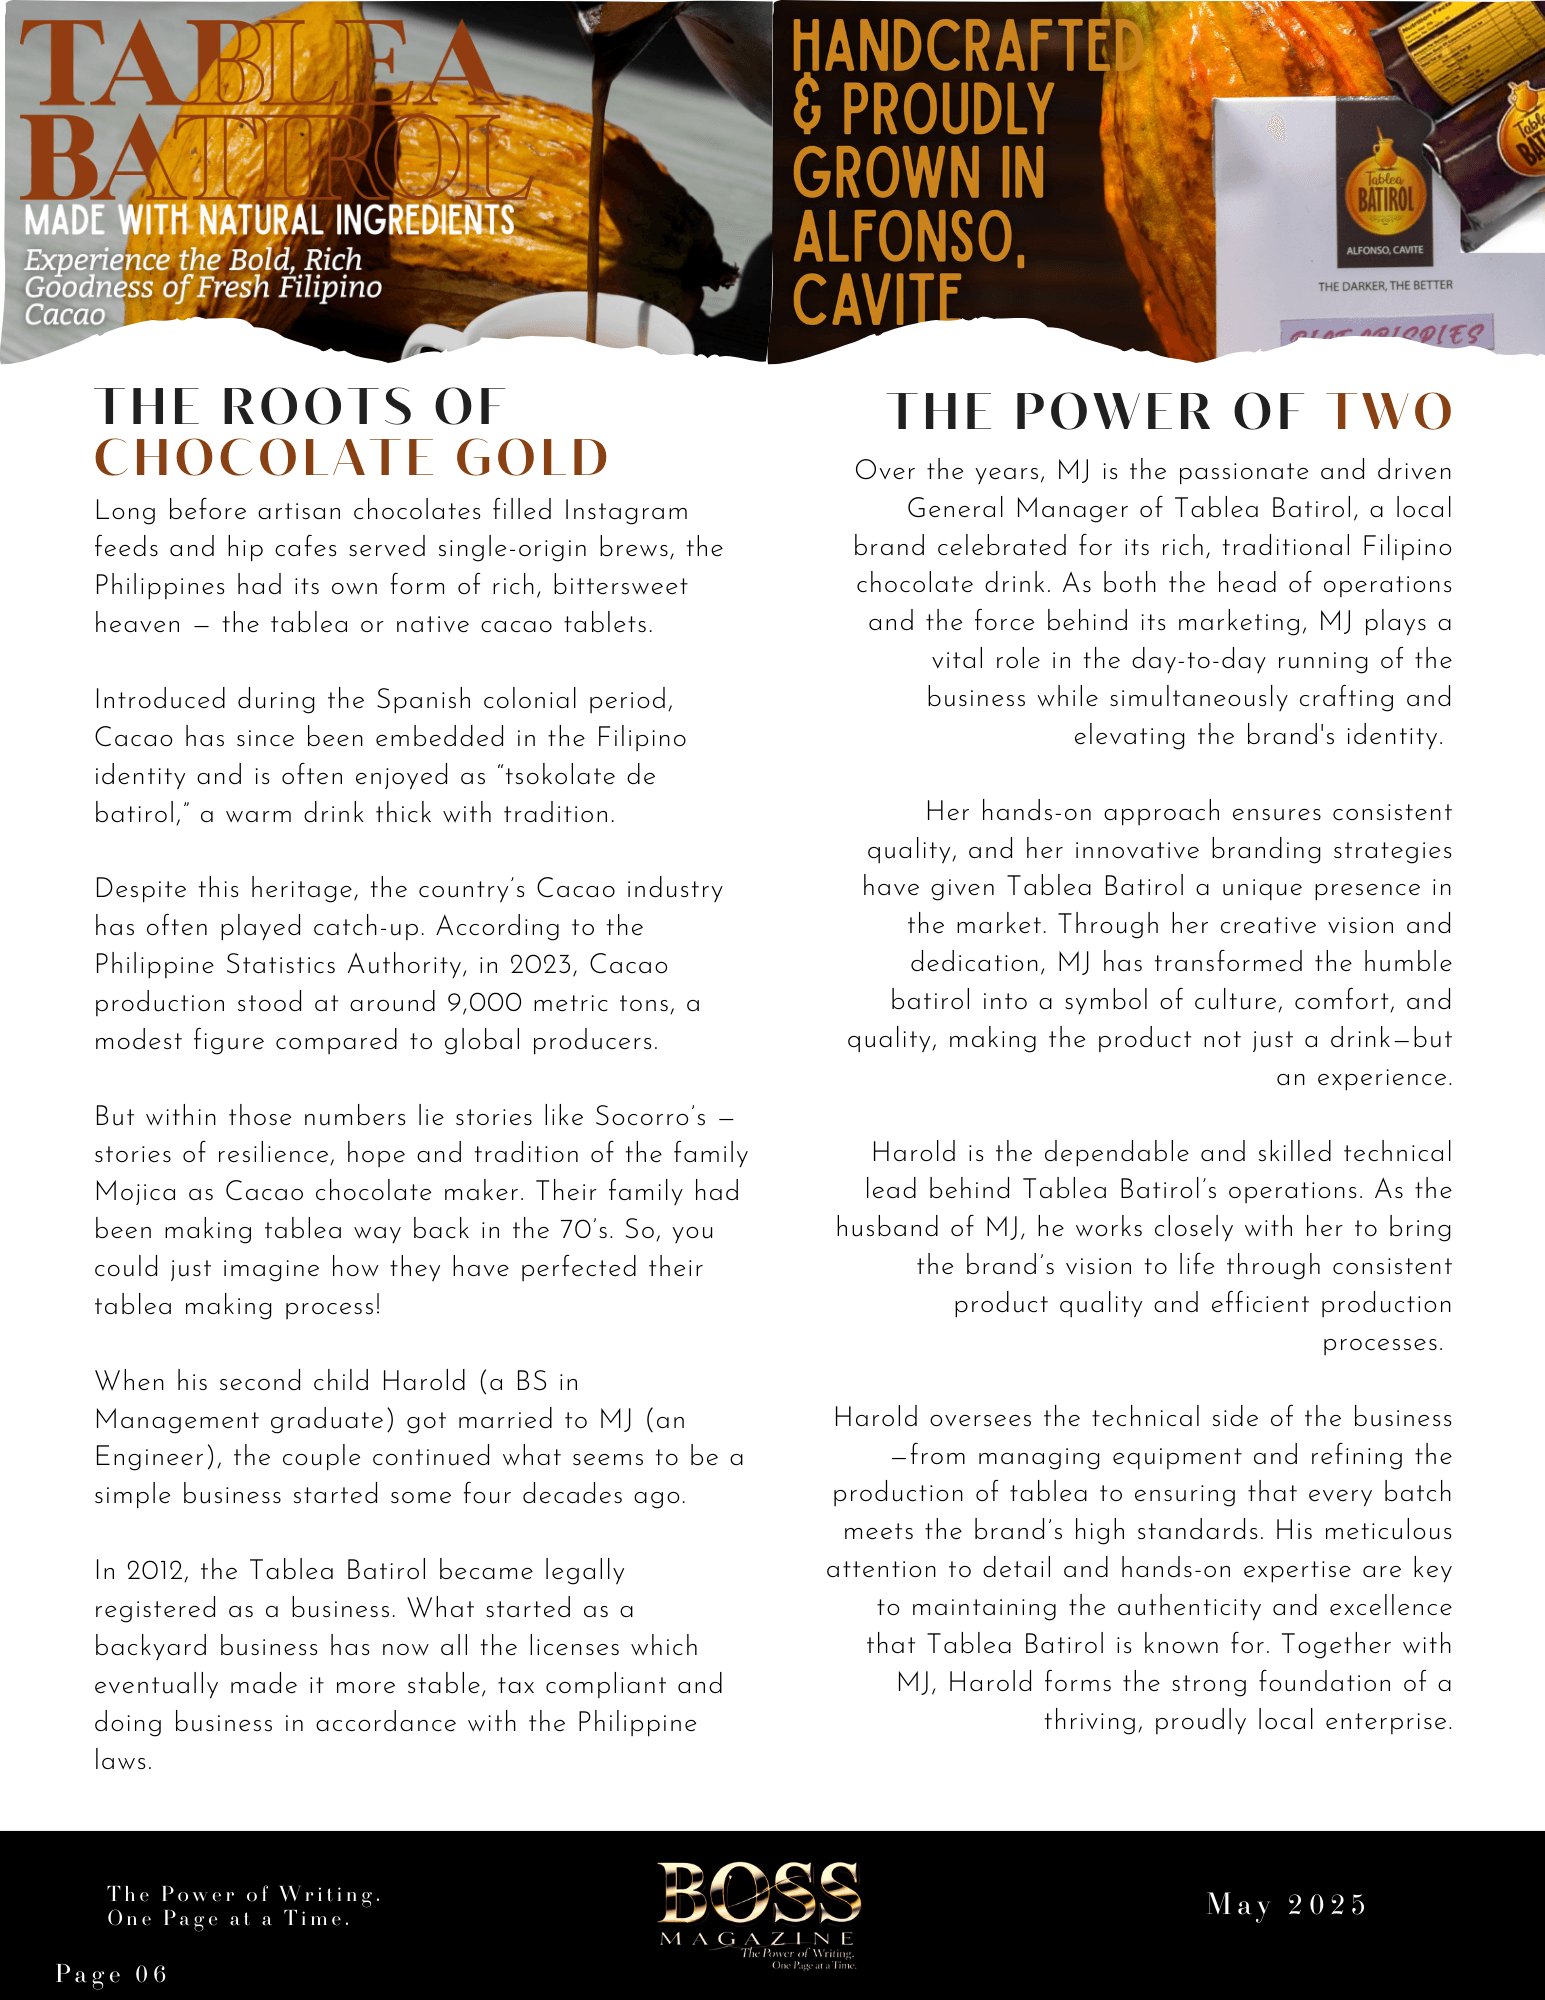 TABLEA
BATIROL
MADE WITH NATURAL INGREDIENTS
Experience the Bold, Rich
Goodness of Fresh Filipino
Cacao
HANDCRAFTED
& PROUDLY
GROWN IN
ALFONSO,
CAVITE
Nutrition Facts
Tablea
BATIROL
ALFONSO, CAVITE
THE DARKER, THE BETTER
THE ROOTS OF
CHOCOLATE GOLD
Long before artisan chocolates filled Instagram
feeds and hip cafes served single-origin brews, the
Philippines had its own form of rich, bittersweet
heaven — the tablea or native cacao tablets.
Introduced during the Spanish colonial period,
Cacao has since been embedded in the Filipino
identity and is often enjoyed as “tsokolate de
batirol,” a warm drink thick with tradition.
Despite this heritage, the country’s Cacao industry
has often played catch-up. According to the
Philippine Statistics Authority, in 2023, Cacao
production stood at around 9,000 metric tons, a
modest figure compared to global producers.
But within those numbers lie stories like Socorro’s —
stories of resilience, hope and tradition of the family
Mojica as Cacao chocolate maker. Their family had
been making tablea way back in the 70’s. So, you
could just imagine how they have perfected their
tablea making process!
When his second child Harold (a BS in
Management graduate) got married to MJ (an
Engineer), the couple continued what seems to be a
simple business started some four decades ago.
In 2012, the Tablea Batirol became legally
registered as a business. What started as a
backyard business has now all the licenses which
eventually made it more stable, tax compliant and
doing business in accordance with the Philippine
laws.
THE POWER OF TWO
Over the years, MJ is the passionate and driven
General Manager of Tablea Batirol, a local
brand celebrated for its rich, traditional Filipino
chocolate drink. As both the head of operations
and the force behind its marketing, MJ plays a
vital role in the day-to-day running of the
business while simultaneously crafting and
elevating the brand's identity.
Her hands-on approach ensures consistent
quality, and her innovative branding strategies
have given Tablea Batirol a unique presence in
the market. Through her creative vision and
dedication, MJ has transformed the humble
batirol into a symbol of culture, comfort, and
quality, making the product not just a drink—but
an experience.
Harold is the dependable and skilled technical
lead behind Tablea Batirol’s operations. As the
husband of MJ, he works closely with her to bring
the brand’s vision to life through consistent
product quality and efficient production
processes.
Harold oversees the technical side of the business
—from managing equipment and refining the
production of tablea to ensuring that every batch
meets the brand’s high standards. His meticulous
attention to detail and hands-on expertise are key
to maintaining the authenticity and excellence
that Tablea Batirol is known for. Together with
MJ, Harold forms the strong foundation of a
thriving, proudly local enterprise.
The Power of Writing.
One Page at a Time.
Page 06
BOSS
MAGAZINE
The Power of Writing.
One Page at a Time.
May 2025